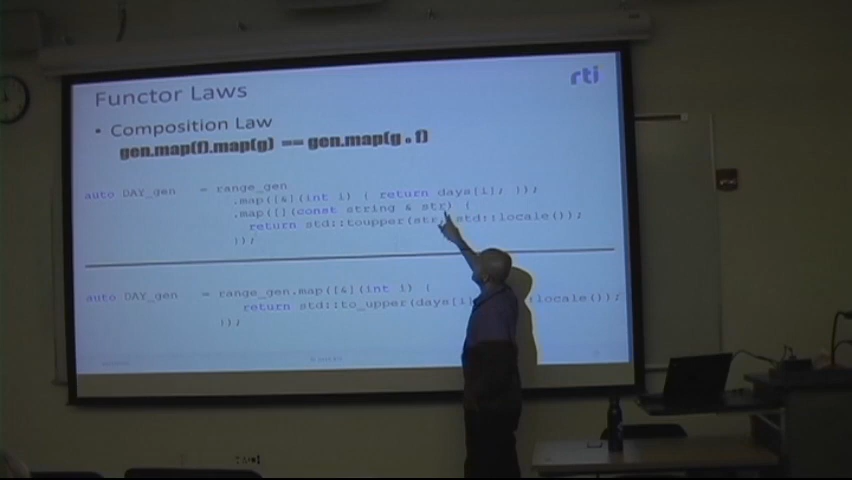 Functor Laws
rti
▪ Composition Law
gen.map(f).map(g) == gen.map(g ∘ f)
auto DAY_gen = range_gen
.map([&](int i) { return days[i]; });
.map([](const string & str) {
return std::toupper(str, std::locale());
});
auto DAY_gen = range_gen.map([&](int i) {
return std::to_upper(days[i] :locale());
});